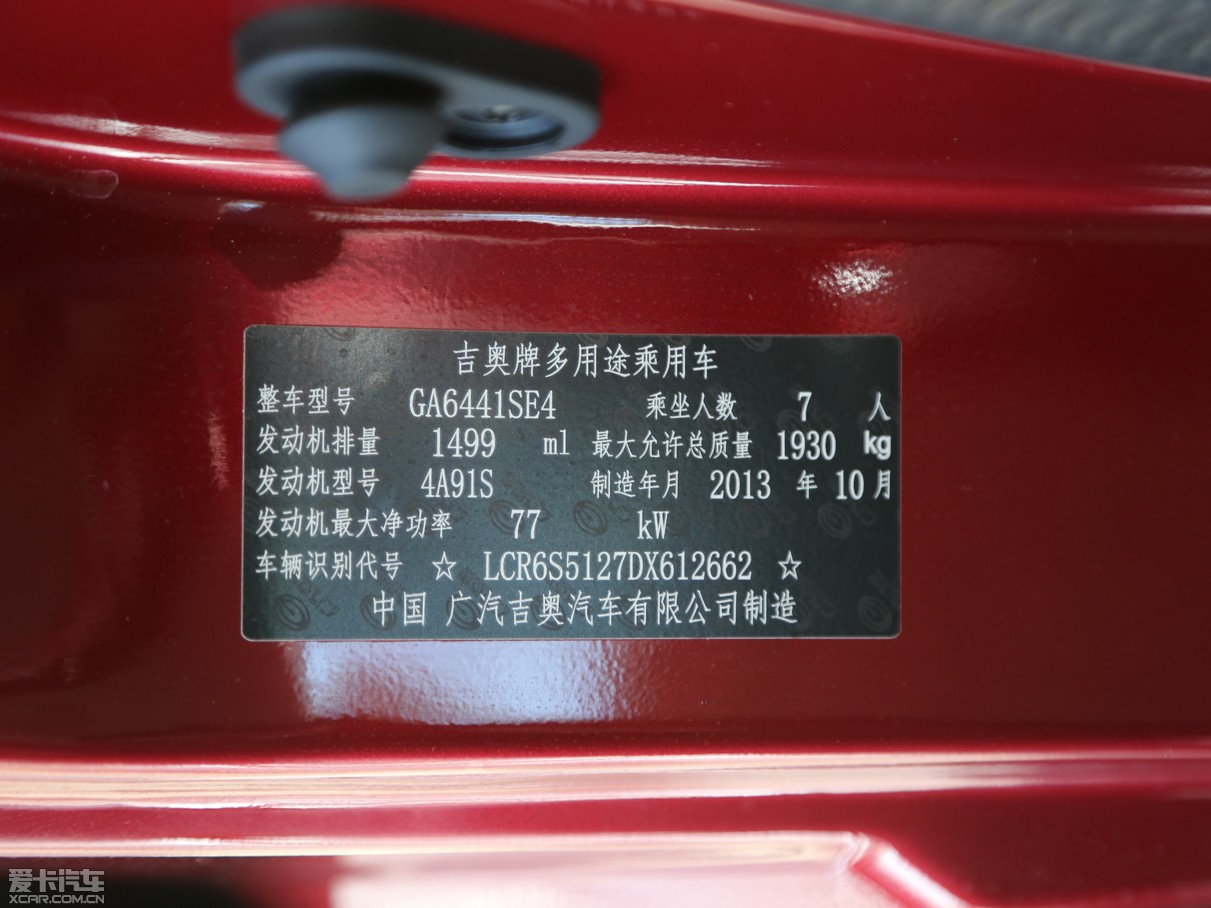 吉奥牌多用途乘用车
整车型号 GA6441SE4 乘坐人数 7 人
发动机排量 1499 ml 最大允许总质量 1930 kg
发动机型号 4A91S 制造年月 2013 年 10 月
发动机最大净功率 77 kW
车辆识别代号 ☆ LCR6S5127DX612662 ☆
中国 广汽吉奥汽车有限公司制造
爱卡汽车
XCAR.COM.CN